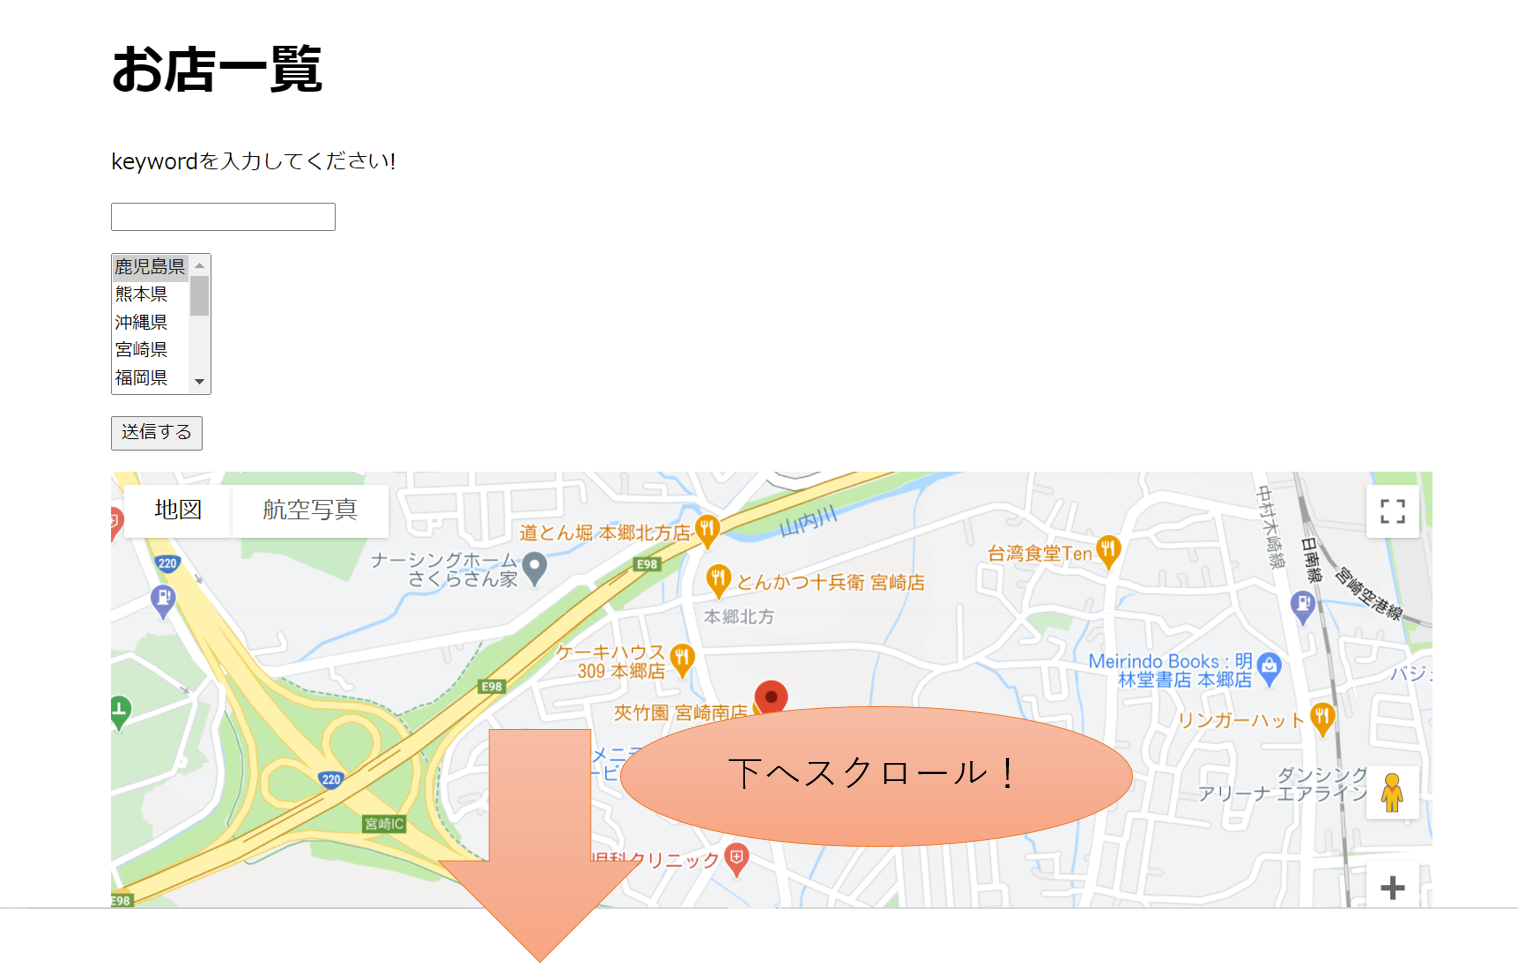 お店一覧
keywordを入力してください!
鹿児島県
熊本県
沖縄県
宮崎県
福岡県
送信する
地図
航空写真
山内川
道とん堀 本郷北方店
ナーシングホーム
さくらさん家
220
E98
とんかつ十兵衛 宮崎店
本郷北方
台湾食堂Ten
中村木崎線
日南線
宮崎空港線
ケーキハウス
309 本郷店
E98
夾竹園 宮崎南店
Meirindo Books : 明
林堂書店 本郷店
バジ
リンガーハット
メニ
ービ
下へスクロール！
ダンシング
アリーナ エアライン
220
宮崎IC
児科クリニック
E98